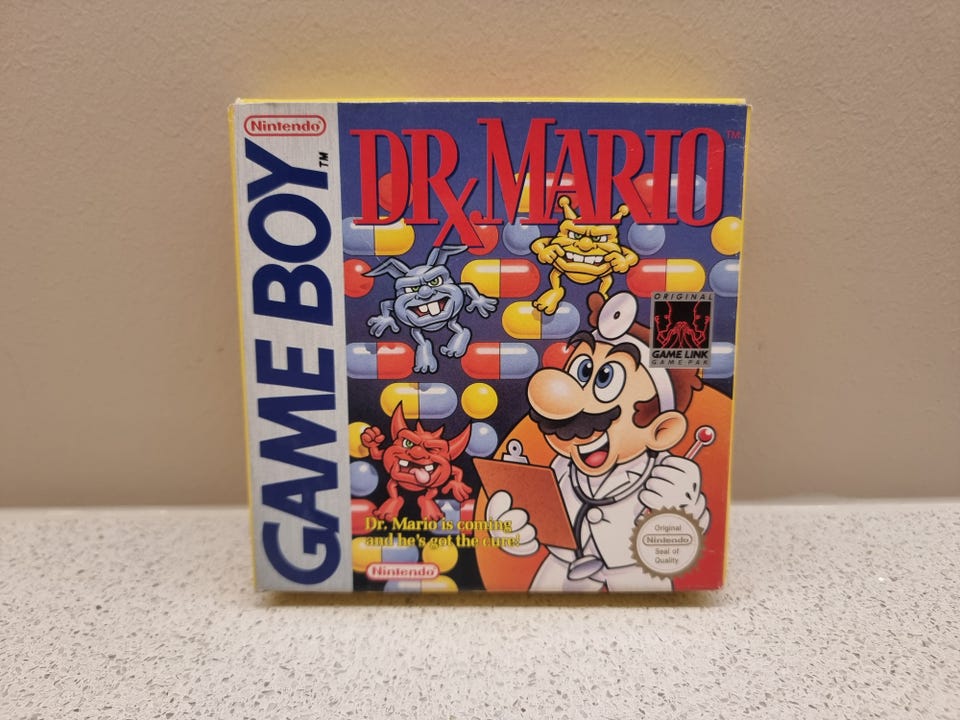 Nintendo
GAME BOY
TM
DR. MARIO
TM
ORIGINAL
GAME LINK
GAME PAK
Dr. Mario is coming
and he's got the cure!
Nintendo
Original
Nintendo
Seal of
Quality